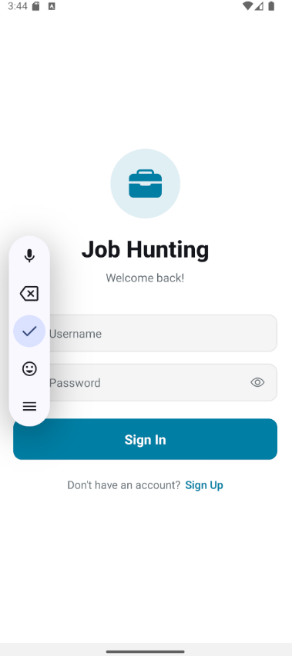 3:44
Job Hunting
Welcome back!
Username
Password
Sign In
Don't have an account? Sign Up